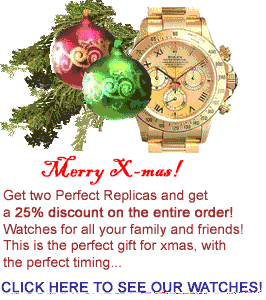 ROLEX
Merry X-mas!
Get two Perfect Replicas and get
a 25% discount on the entire order!
Watches for all your family and friends!
This is the perfect gift for xmas, with
the perfect timing...
CLICK HERE TO SEE OUR WATCHES!